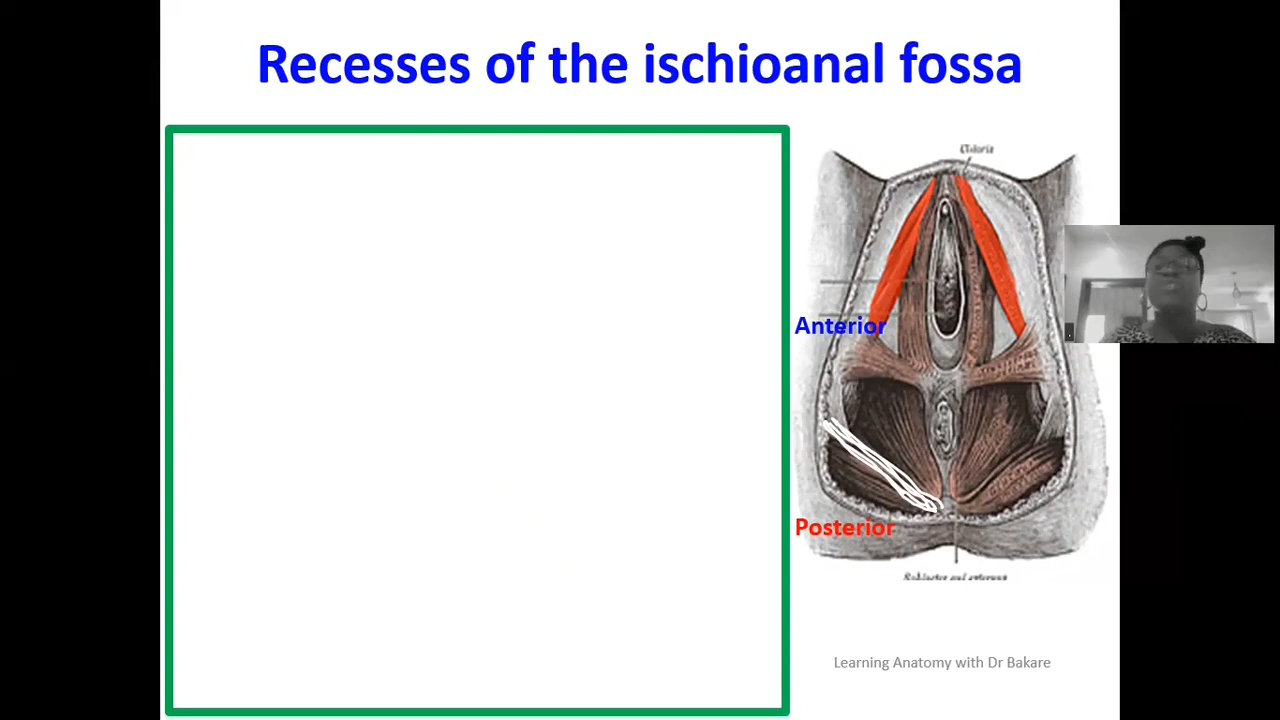 Recesses of the ischioanal fossa
Clitoris
Anterior
Posterior
Sphincter ani externus
Learning Anatomy with Dr Bakare